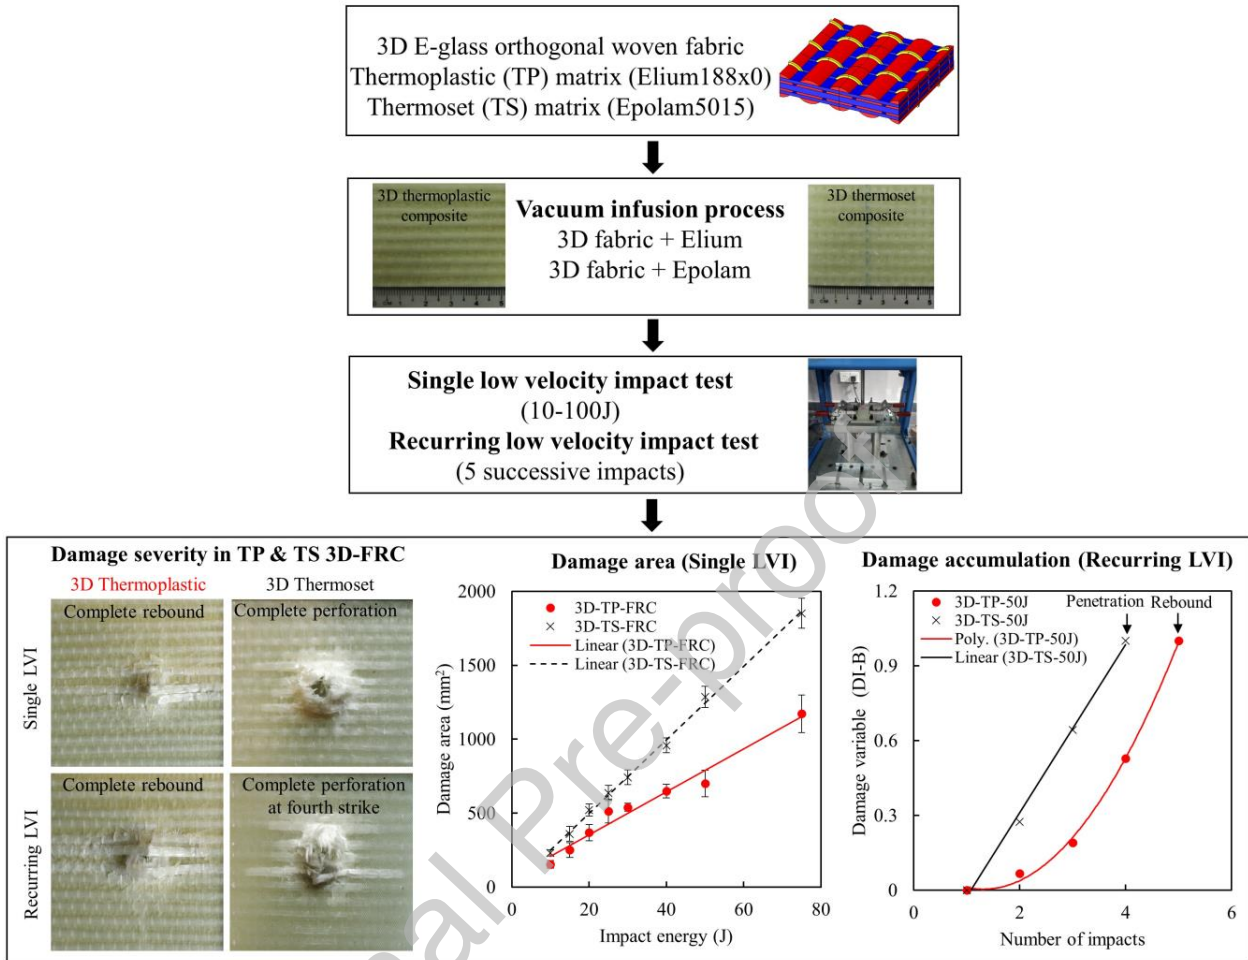 3D E-glass orthogonal woven fabric
Thermoplastic (TP) matrix (Elium188x0)
Thermoset (TS) matrix (Epolam5015)
3D thermoplastic
composite
Vacuum infusion process
3D fabric + Elium
3D fabric + Epolam
3D thermoset
composite
Single low velocity impact test
(10-100J)
Recurring low velocity impact test
(5 successive impacts)
Damage severity in TP & TS 3D-FRC
3D Thermoplastic
3D Thermoset
Single LVI
Complete rebound
Complete perforation
Recurring LVI
Complete rebound
Complete perforation
at fourth strike
Damage area (Single LVI)
Damage area (mm²)
2000
1500
1000
500
0
3D-TP-FRC
3D-TS-FRC
Linear (3D-TP-FRC)
Linear (3D-TS-FRC)
0 20 40 60 80
Impact energy (J)
Damage accumulation (Recurring LVI)
Damage variable (DI-B)
1.2
0.9
0.6
0.3
0
3D-TP-50J
3D-TS-50J
Poly. (3D-TP-50J)
Linear (3D-TS-50J)
Penetration
Rebound
0 2 4 6
Number of impacts